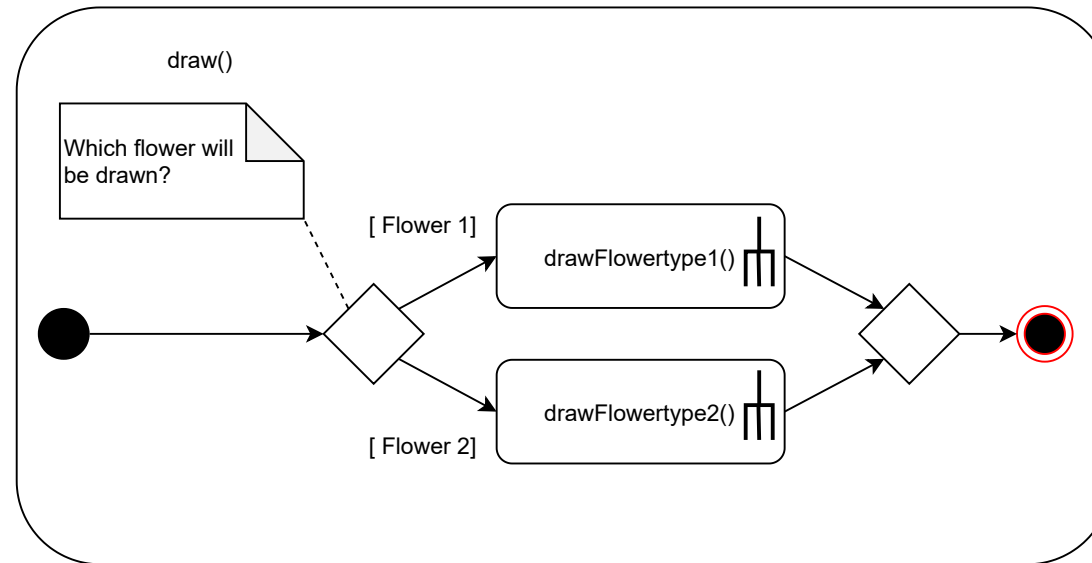 draw()
Which flower will
be drawn?
[ Flower 1]
drawFlowertype1()
drawFlowertype2()
[ Flower 2]